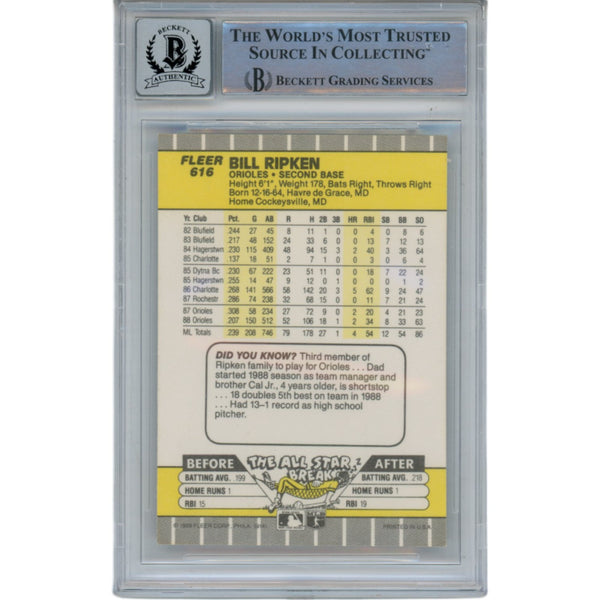 BECKETT
B
AUTHENTIC
THE WORLD'S MOST TRUSTED
SOURCE IN COLLECTING
B BECKETT GRADING SERVICES
FLEER
616
BILL RIPKEN
ORIOLES • SECOND BASE
Height 6'1", Weight 178, Bats Right, Throws Right
Born 12-16-64, Havre de Grace, MD
Home Cockeysville, MD
Yr. Club Pct. G AB R H 2B 3B HR RBI SB BB SO
82 Blufield .244 27 45 8 11 1 0 0 4 0 8 6
83 Blufield .217 48 152 24 33 6 0 0 13 7 12 13
84 Hagerstwn .230 115 409 48 94 15 3 2 40 3 36 64
85 Charlotte .137 18 51 2 7 1 0 0 3 0 6 4
85 Dytna Bc .230 67 222 23 51 11 0 0 18 7 22 24
85 Hagerstwn .255 14 47 9 12 0 1 0 0 0 1 2
86 Charlotte .268 141 566 58 142 20 3 5 62 9 24 47
87 Rochestr .286 74 238 32 68 15 0 0 11 7 21 24
87 Orioles .308 58 234 27 72 9 0 2 20 4 21 23
88 Orioles .207 150 512 52 106 18 1 2 34 8 33 63
ML Totals .239 208 746 79 178 27 1 4 54 12 54 86
DID YOU KNOW? Third member of
Ripken family to play for Orioles . . . Dad
started 1988 season as team manager and
brother Cal Jr., 4 years older, is shortstop
. . . 18 doubles 5th best on team in 1988
. . . Had 13–1 record as high school
pitcher.
BEFORE THE ALL STAR BREAK AFTER
BATTING AVG. .199 BATTING AVG. .218
HOME RUNS 1 HOME RUNS 1
RBI 15 RBI 19
© 1989 FLEER CORP., PHILA. 19141 PRINTED IN U.S.A.